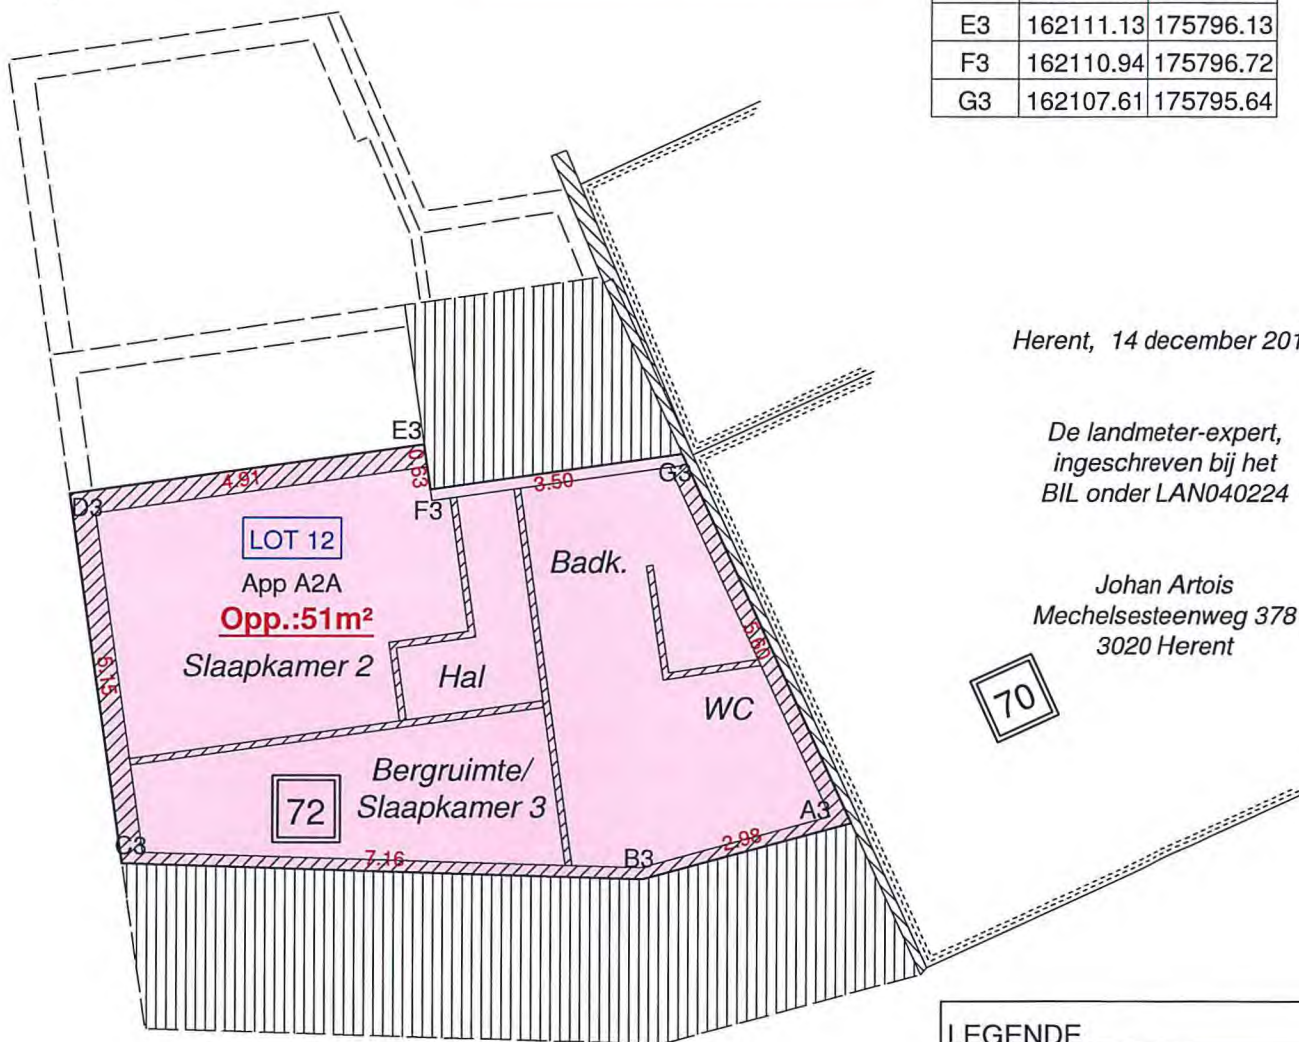 E3 162111.13 175796.13
F3 162110.94 175796.72
G3 162107.61 175795.64
Herent, 14 december 201
De landmeter-expert,
ingeschreven bij het
BIL onder LAN040224
Johan Artois
Mechelsesteenweg 378
3020 Herent
E3
4.91
0.63
G3
3.50
D3
F3
LOT 12
Badk.
App A2A
Opp.:51m²
5.60
6.15
Slaapkamer 2
Hal
WC
70
Bergruimte/
Slaapkamer 3
72
A3
C3
7.16
B3
2.98
LEGENDE